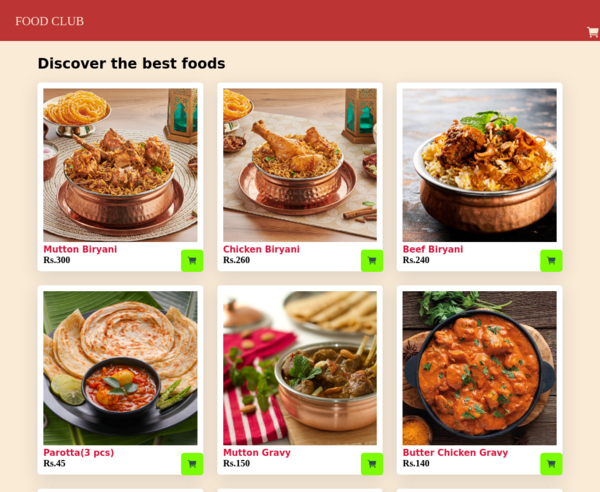 FOOD CLUB
Discover the best foods
Mutton Biryani
Rs.300
Chicken Biryani
Rs.260
Beef Biryani
Rs.240
Parotta(3 pcs)
Rs.45
Mutton Gravy
Rs.150
Butter Chicken Gravy
Rs.140